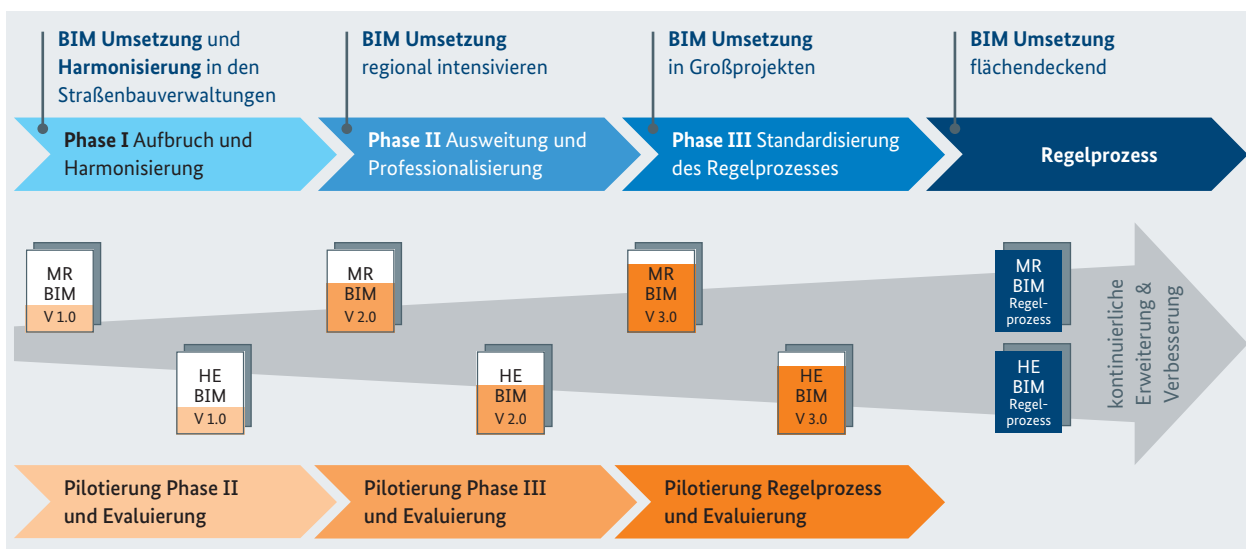 BIM Umsetzung und
Harmonisierung in den
Straßenbauverwaltungen
BIM Umsetzung
regional intensivieren
BIM Umsetzung
in Großprojekten
BIM Umsetzung
flächendeckend
Phase I Aufbruch und
Harmonisierung
Phase II Ausweitung und
Professionalisierung
Phase III Standardisierung
des Regelprozesses
Regelprozess
MR
BIM
V 1.0
HE
BIM
V 1.0
MR
BIM
V 2.0
HE
BIM
V 2.0
MR
BIM
V 3.0
HE
BIM
V 3.0
MR
BIM
Regel-
prozess
HE
BIM
Regel-
prozess
kontinuierliche
Erweiterung &
Verbesserung
Pilotierung Phase II
und Evaluierung
Pilotierung Phase III
und Evaluierung
Pilotierung Regelprozess
und Evaluierung